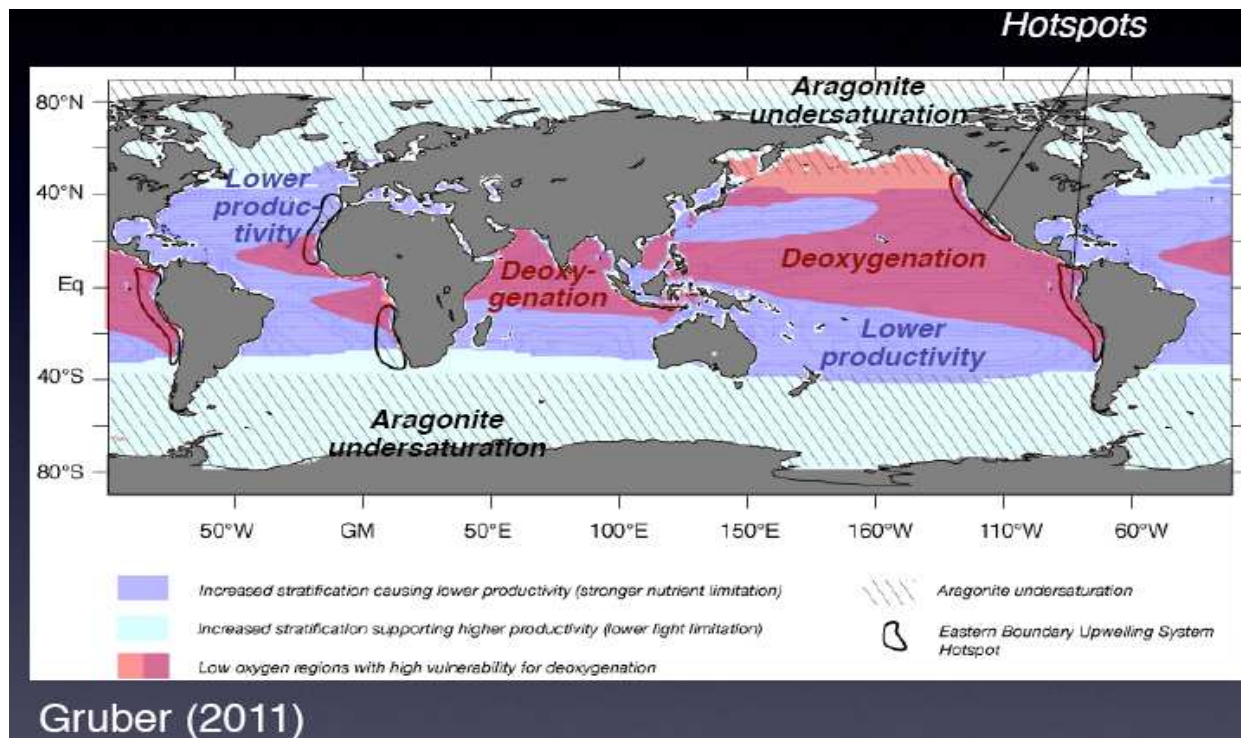 Hotspots
Aragonite
undersaturation
80°N
Lower
produc-
tivity
40°N
Deoxy-
genation
Deoxygenation
Eq
Lower
productivity
40°S
Aragonite
undersaturation
80°S
50°W GM 50°E 100°E 150°E 160°W 110°W 60°W
Increased stratification causing lower productivity (stronger nutrient limitation)
Increased stratification supporting higher productivity (lower light limitation)
Low oxygen regions with high vulnerability for deoxygenation
Aragonite undersaturation
Eastern Boundary Upwelling System
Hotspot
Gruber (2011)